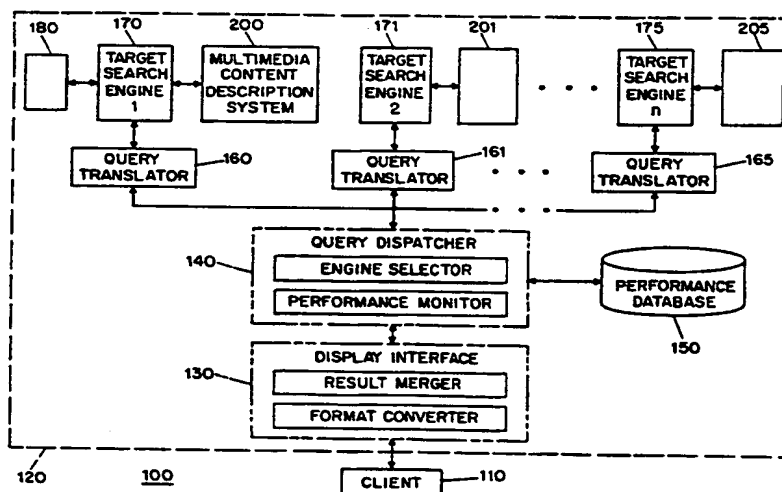 180
170
200
171
201
175
205
TARGET
SEARCH
ENGINE
1
MULTIMEDIA
CONTENT
DESCRIPTION
SYSTEM
TARGET
SEARCH
ENGINE
2
TARGET
SEARCH
ENGINE n
QUERY
TRANSLATOR
160
QUERY
TRANSLATOR
161
QUERY
TRANSLATOR
165
QUERY DISPATCHER
140
ENGINE SELECTOR
PERFORMANCE MONITOR
PERFORMANCE
DATABASE
150
DISPLAY INTERFACE
130
RESULT MERGER
FORMAT CONVERTER
120
100
CLIENT
110